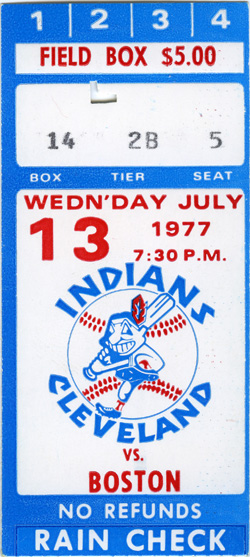 1 2 3 4
FIELD BOX $5.00
14 2B 5
BOX TIER SEAT
WEDN'DAY JULY
13 1977
7:30 P.M.
INDIANS
CLEVELAND
VS.
BOSTON
NO REFUNDS
RAIN CHECK